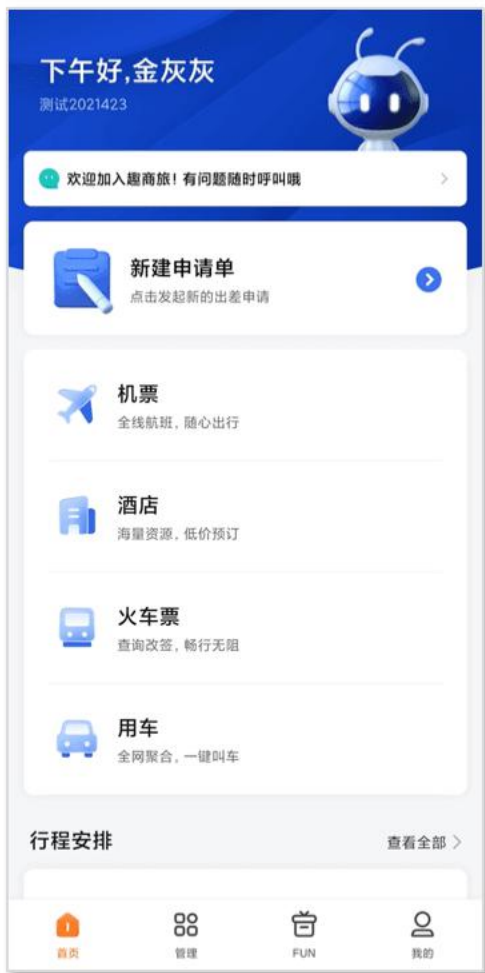 下午好,金灰灰
测试2021423
欢迎加入趣商旅！有问题随时呼叫哦
新建申请单
点击发起新的出差申请
机票
全线航班，随心出行
酒店
海量资源，低价预订
火车票
查询改签，畅行无阻
用车
全网聚合，一键叫车
行程安排 查看全部
首页 管理 FUN 我的